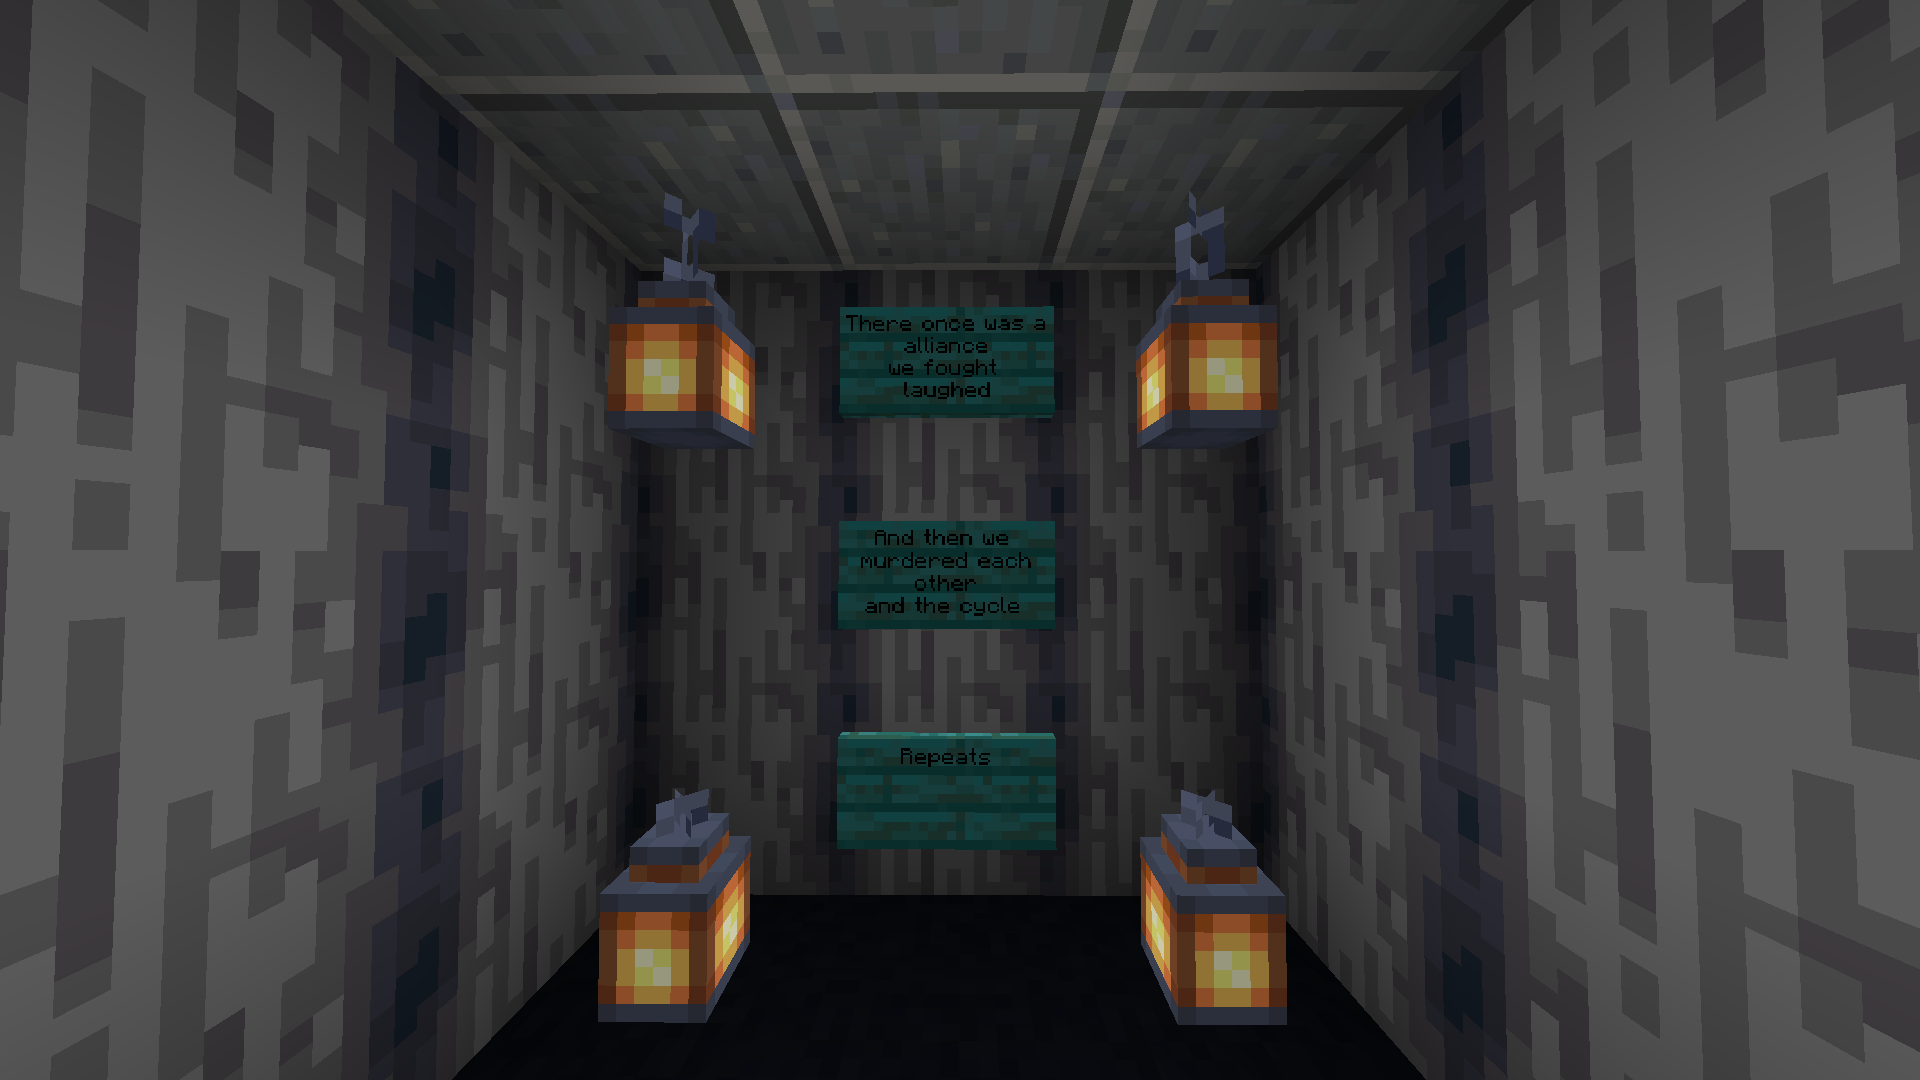 There once was a
alliance
we fought
laughed
And then we
murdered each
other
and the cycle
Repeats